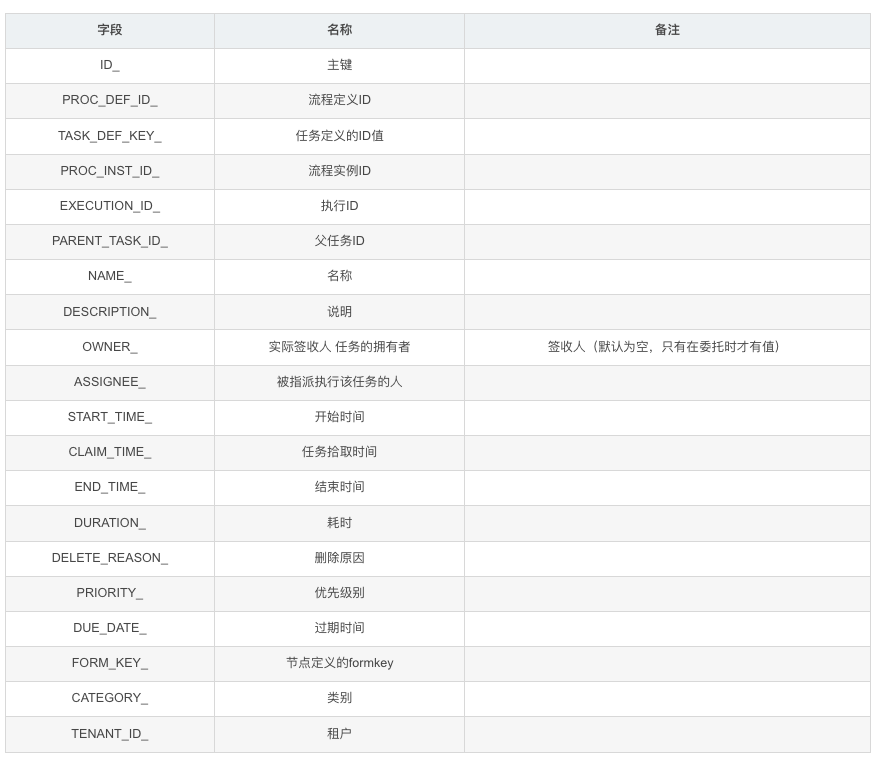 字段 名称 备注
ID_ 主键
PROC_DEF_ID_ 流程定义ID
TASK_DEF_KEY_ 任务定义的ID值
PROC_INST_ID_ 流程实例ID
EXECUTION_ID_ 执行ID
PARENT_TASK_ID_ 父任务ID
NAME_ 名称
DESCRIPTION_ 说明
OWNER_ 实际签收人 任务的拥有者 签收人（默认为空，只有在委托时才有值）
ASSIGNEE_ 被指派执行该任务的人
START_TIME_ 开始时间
CLAIM_TIME_ 任务拾取时间
END_TIME_ 结束时间
DURATION_ 耗时
DELETE_REASON_ 删除原因
PRIORITY_ 优先级别
DUE_DATE_ 过期时间
FORM_KEY_ 节点定义的formkey
CATEGORY_ 类别
TENANT_ID_ 租户